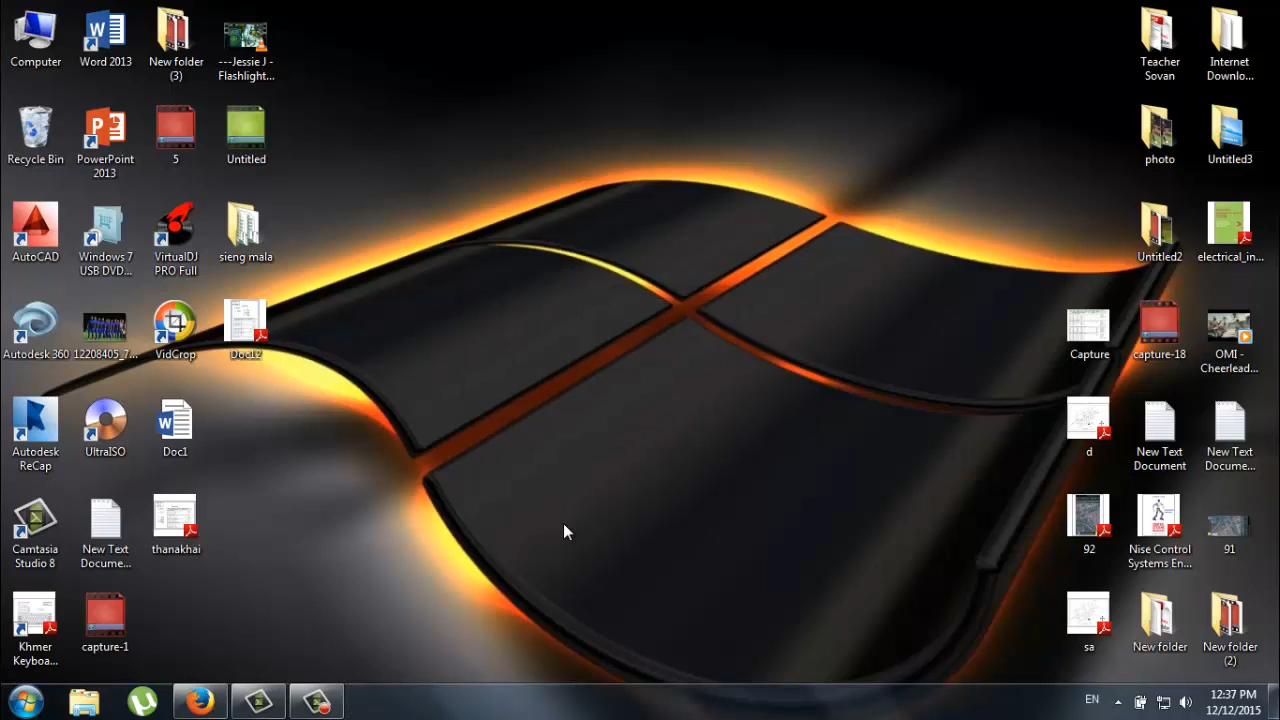 Computer
Word 2013
New folder
(3)
---Jessie J -
Flashlight...
Recycle Bin
PowerPoint
2013
5
Untitled
AutoCAD
Windows 7
USB DVD...
VirtualDJ
PRO Full
sieng mala
Autodesk 360
12208405_7...
VidCrop
Doc12
Autodesk
ReCap
UltraISO
Doc1
Camtasia
Studio 8
New Text
Docume...
thanakhai
Khmer
Keyboa...
capture-1
Teacher
Sovan
Internet
Downlo...
photo
Untitled3
Untitled2
electrical_in...
Capture
capture-18
OMI -
Cheerlead...
d
New Text
Document
New Text
Docume...
92
Nise Control
Systems En...
91
sa
New folder
New folder
(2)
EN
12:37 PM
12/12/2015